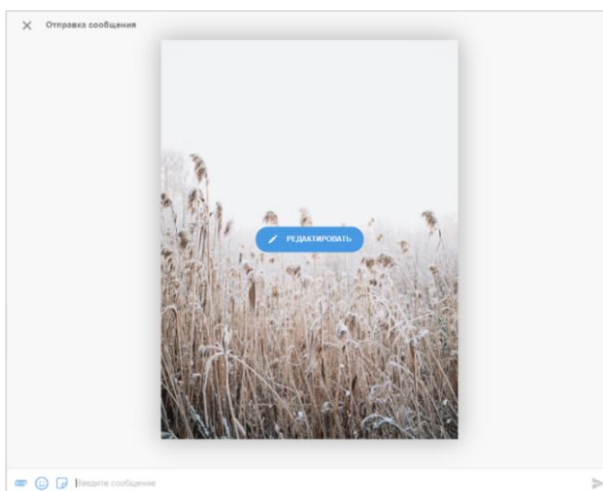 Отправка сообщения
РЕДАКТИРОВАТЬ
Введите сообщение